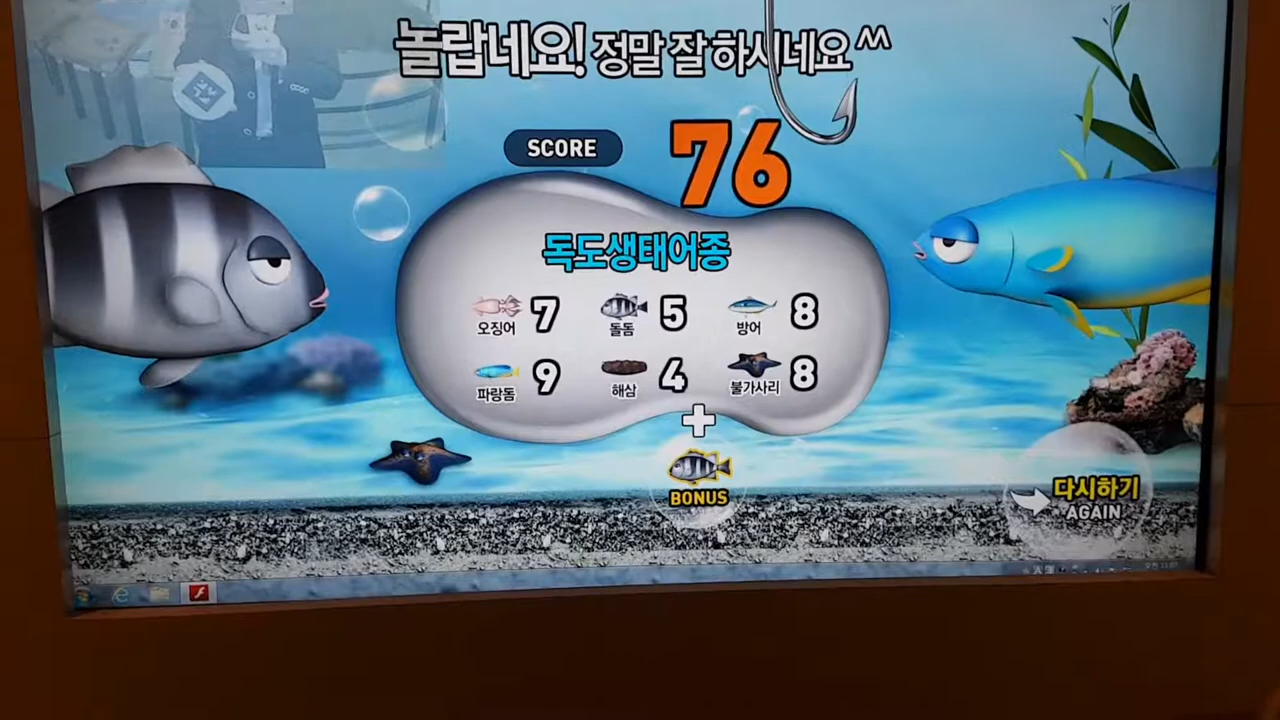 놀랍네요! 정말 잘 하시네요^^
SCORE 76
독도생태어종
7 5 8
오징어 돌돔 방어
9 4 8
파랑돔 해삼 불가사리
+
BONUS
다시하기
AGAIN